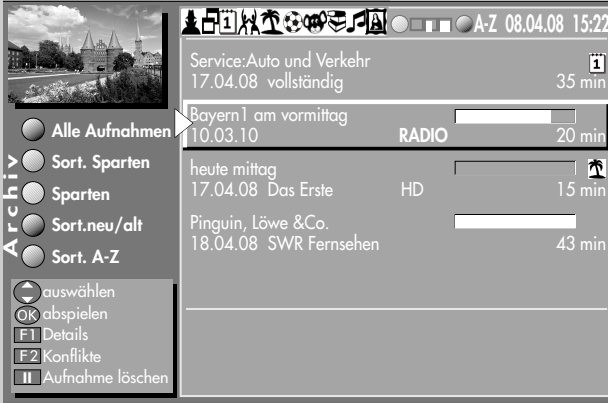 A-Z 08.04.08 15:22
Archiv
Alle Aufnahmen
Sort. Sparten
Sparten
Sort.neu/alt
Sort. A-Z
auswählen
OK abspielen
F1 Details
F2 Konflikte
Aufnahme löschen
1
Service:Auto und Verkehr 1
17.04.08 vollständig 35 min
Bayern1 am vormittag
10.03.10 RADIO 20 min
heute mittag
17.04.08 Das Erste HD 15 min
Pinguin, Löwe &Co.
18.04.08 SWR Fernsehen 43 min